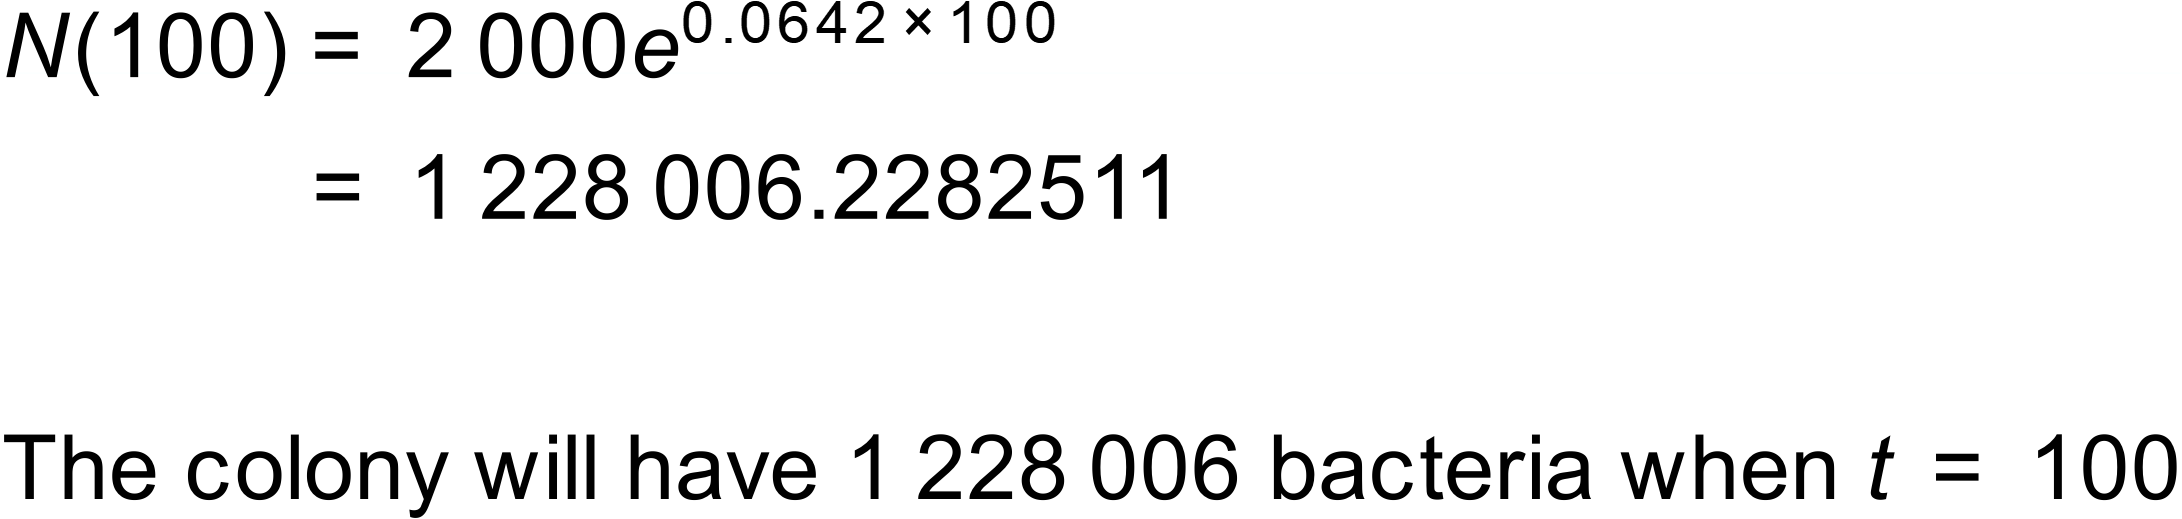 N(100) = 2 000e^{0.0642 × 100}
= 1 228 006.2282511
The colony will have 1 228 006 bacteria when t = 100